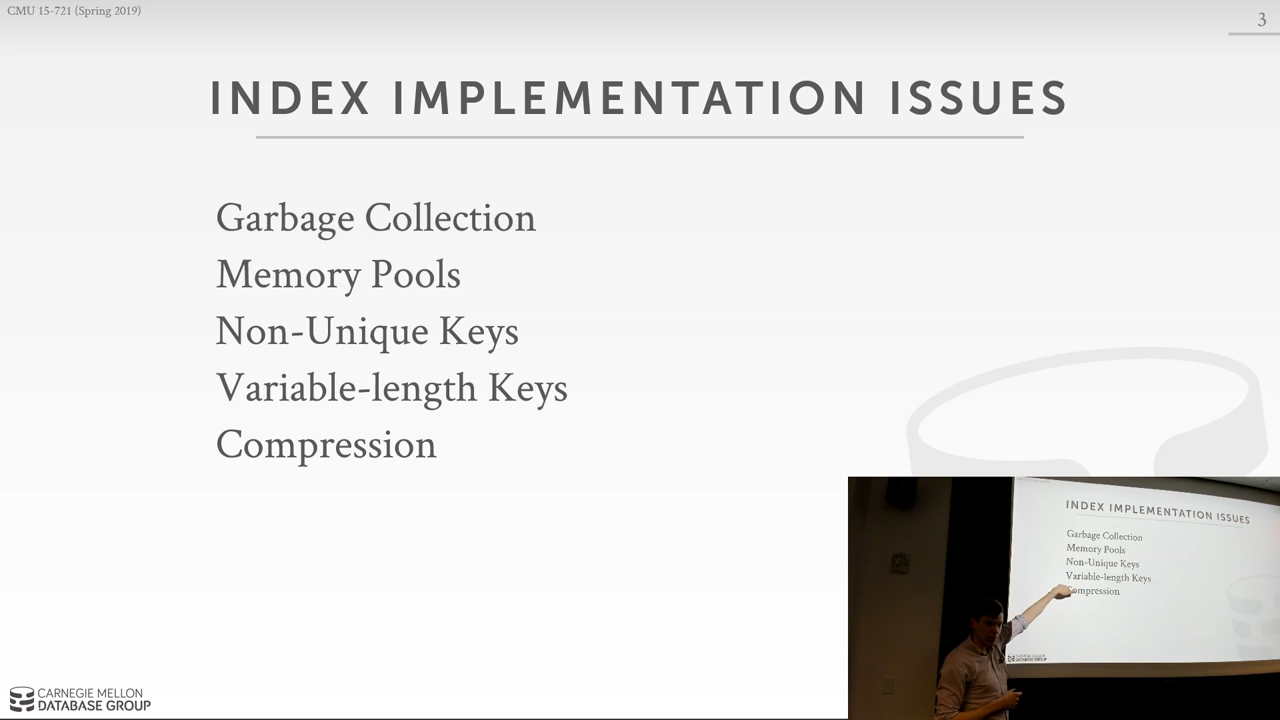 CMU 15-721 (Spring 2019)
3
INDEX IMPLEMENTATION ISSUES
Garbage Collection
Memory Pools
Non-Unique Keys
Variable-length Keys
Compression
INDEX IMPLEMENTATION ISSUES
Garbage Collection
Memory Pools
Non-Unique Keys
Variable-length Keys
ompression
CARNEGIE MELLON
DATABASE GROUP